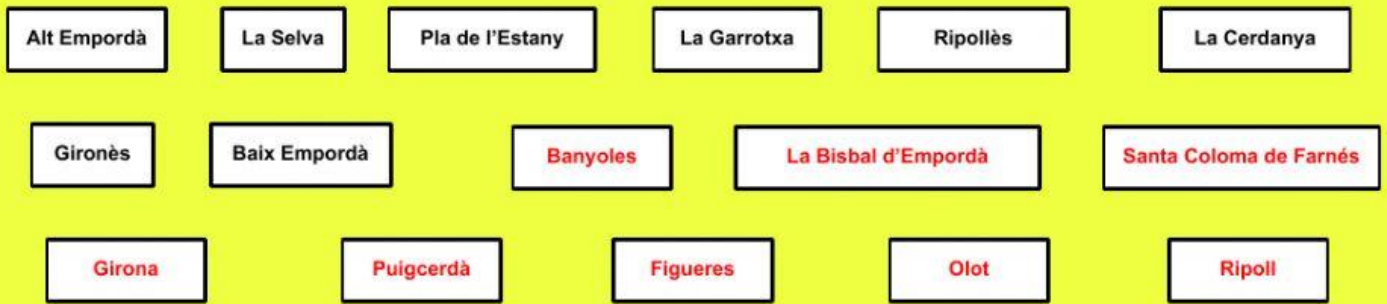 Alt Empordà
La Selva
Pla de l’Estany
La Garrotxa
Ripollès
La Cerdanya
Gironès
Baix Empordà
Banyoles
La Bisbal d’Empordà
Santa Coloma de Farnés
Girona
Puigcerdà
Figueres
Olot
Ripoll